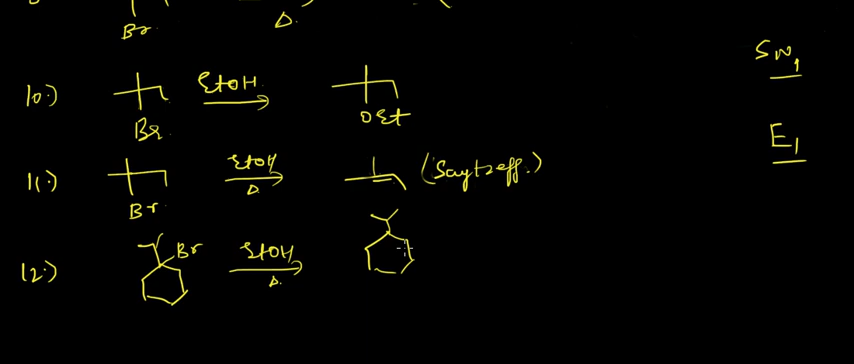 Br
Δ.
10.) EtOH
Br OEt
SN1
11.) EtOH (Saytzeff.)
Δ
Br
E1
12.) Br EtOH
Δ.